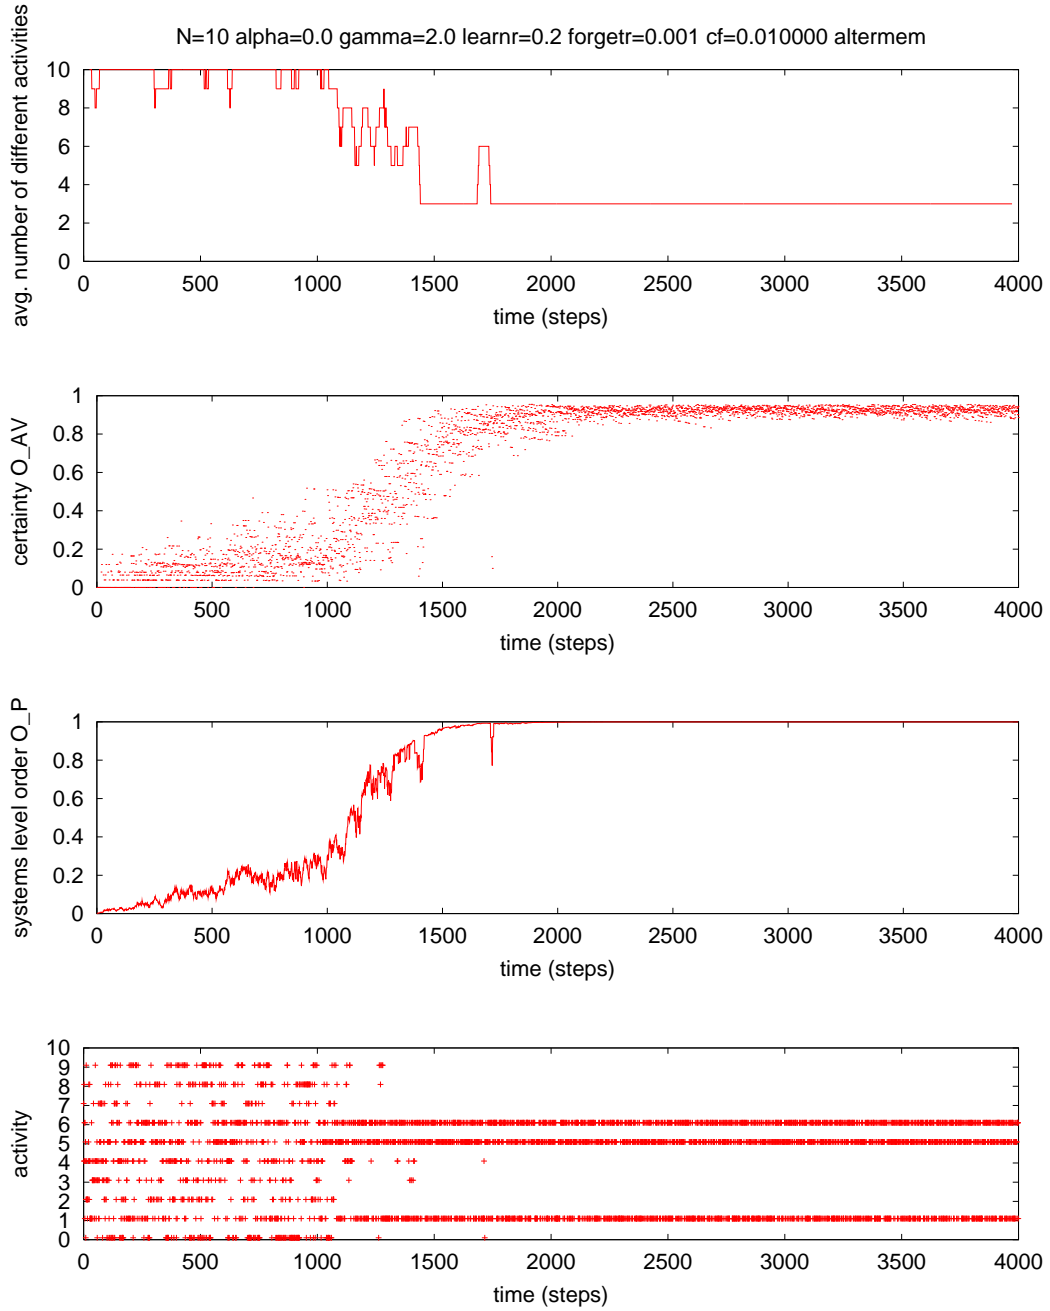 N=10 alpha=0.0 gamma=2.0 learnr=0.2 forgetr=0.001 cf=0.010000 altermem
avg. number of different activities
10
8
6
4
2
0
0 500 1000 1500 2000 2500 3000 3500 4000
time (steps)
certainty O_AV
1
0.8
0.6
0.4
0.2
0
0 500 1000 1500 2000 2500 3000 3500 4000
time (steps)
systems level order O_P
1
0.8
0.6
0.4
0.2
0
0 500 1000 1500 2000 2500 3000 3500 4000
time (steps)
activity
10
9
8
7
6
5
4
3
2
1
0
0 500 1000 1500 2000 2500 3000 3500 4000
time (steps)